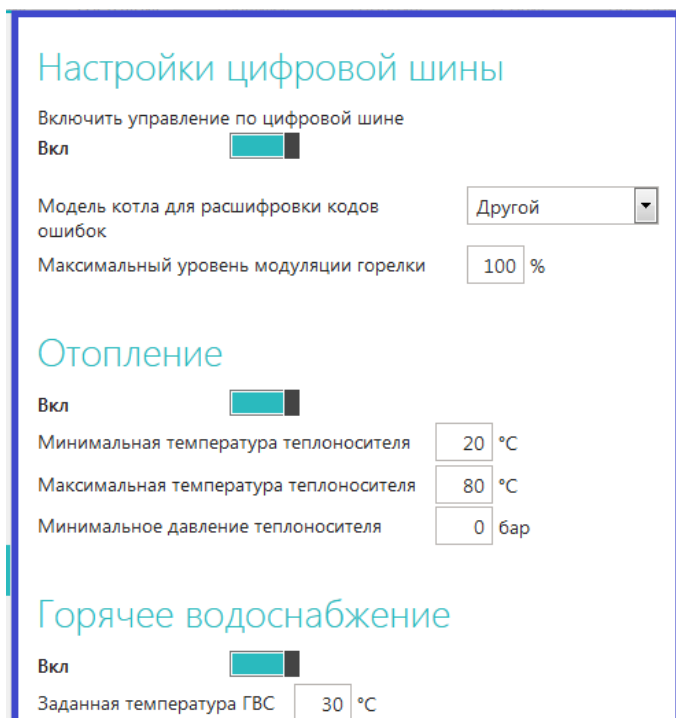 Настройки цифровой шины
Включить управление по цифровой шине
Вкл
Модель котла для расшифровки кодов
ошибок
Другой
Максимальный уровень модуляции горелки 100 %
Отопление
Вкл
Минимальная температура теплоносителя 20 °C
Максимальная температура теплоносителя 80 °C
Минимальное давление теплоносителя 0 бар
Горячее водоснабжение
Вкл
Заданная температура ГВС 30 °C